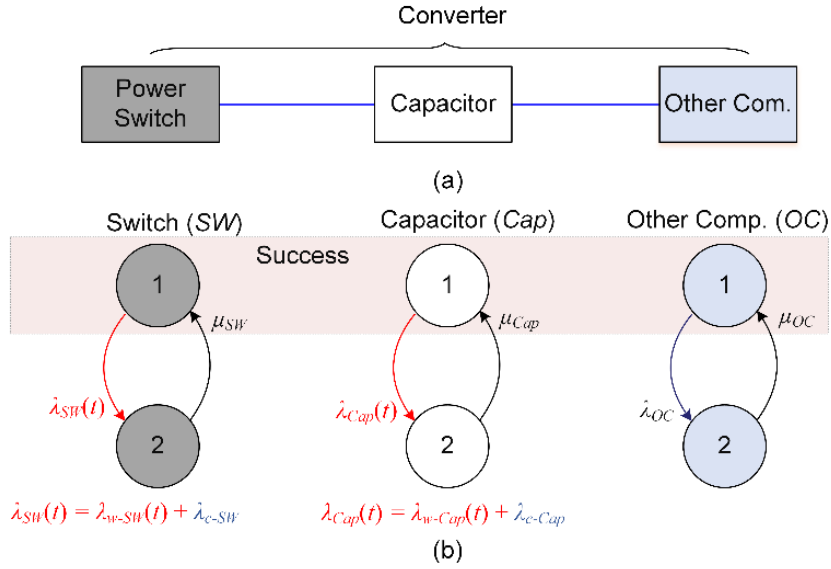 Converter
Power
Switch
Capacitor
Other Com.
(a)
Switch (SW)
Capacitor (Cap)
Other Comp. (OC)
Success
1
1
1
μSW
μCap
μOC
λSW(t)
λCap(t)
λOC
2
2
2
λSW(t) = λw-SW(t) + λc-SW
λCap(t) = λw-Cap(t) + λc-Cap
(b)